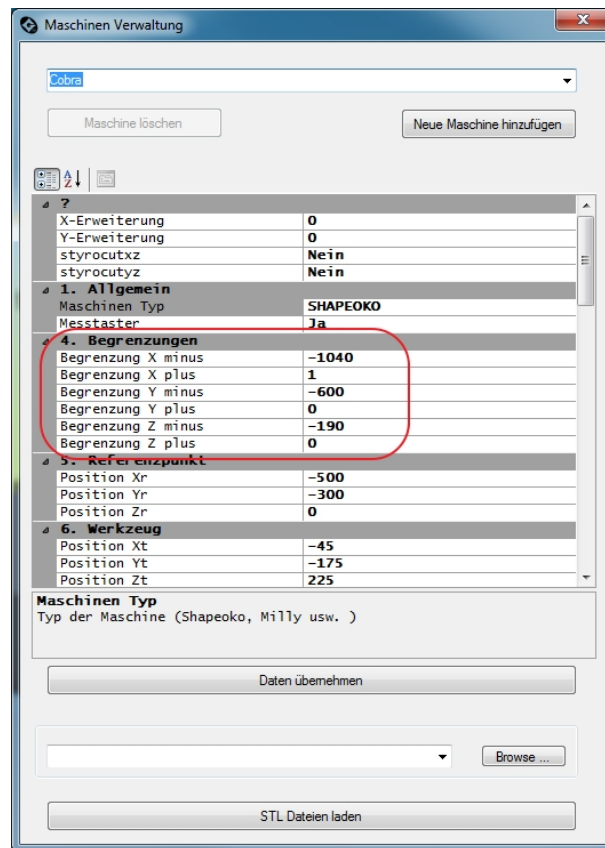 Maschinen Verwaltung
Cobra
Maschine löschen Neue Maschine hinzufügen
?
X-Erweiterung 0
Y-Erweiterung 0
styrocutxz Nein
styrocutyz Nein
1. Allgemein
Maschinen Typ SHAPEOKO
Messtaster Ja
4. Begrenzungen
Begrenzung X minus -1040
Begrenzung X plus 1
Begrenzung Y minus -600
Begrenzung Y plus 0
Begrenzung Z minus -190
Begrenzung Z plus 0
5. Referenzpunkt
Position Xr -500
Position Yr -300
Position Zr 0
6. Werkzeug
Position Xt -45
Position Yt -175
Position Zt 225
Maschinen Typ
Typ der Maschine (Shapeoko, Milly usw. )
Daten übernehmen
Browse ...
STL Dateien laden